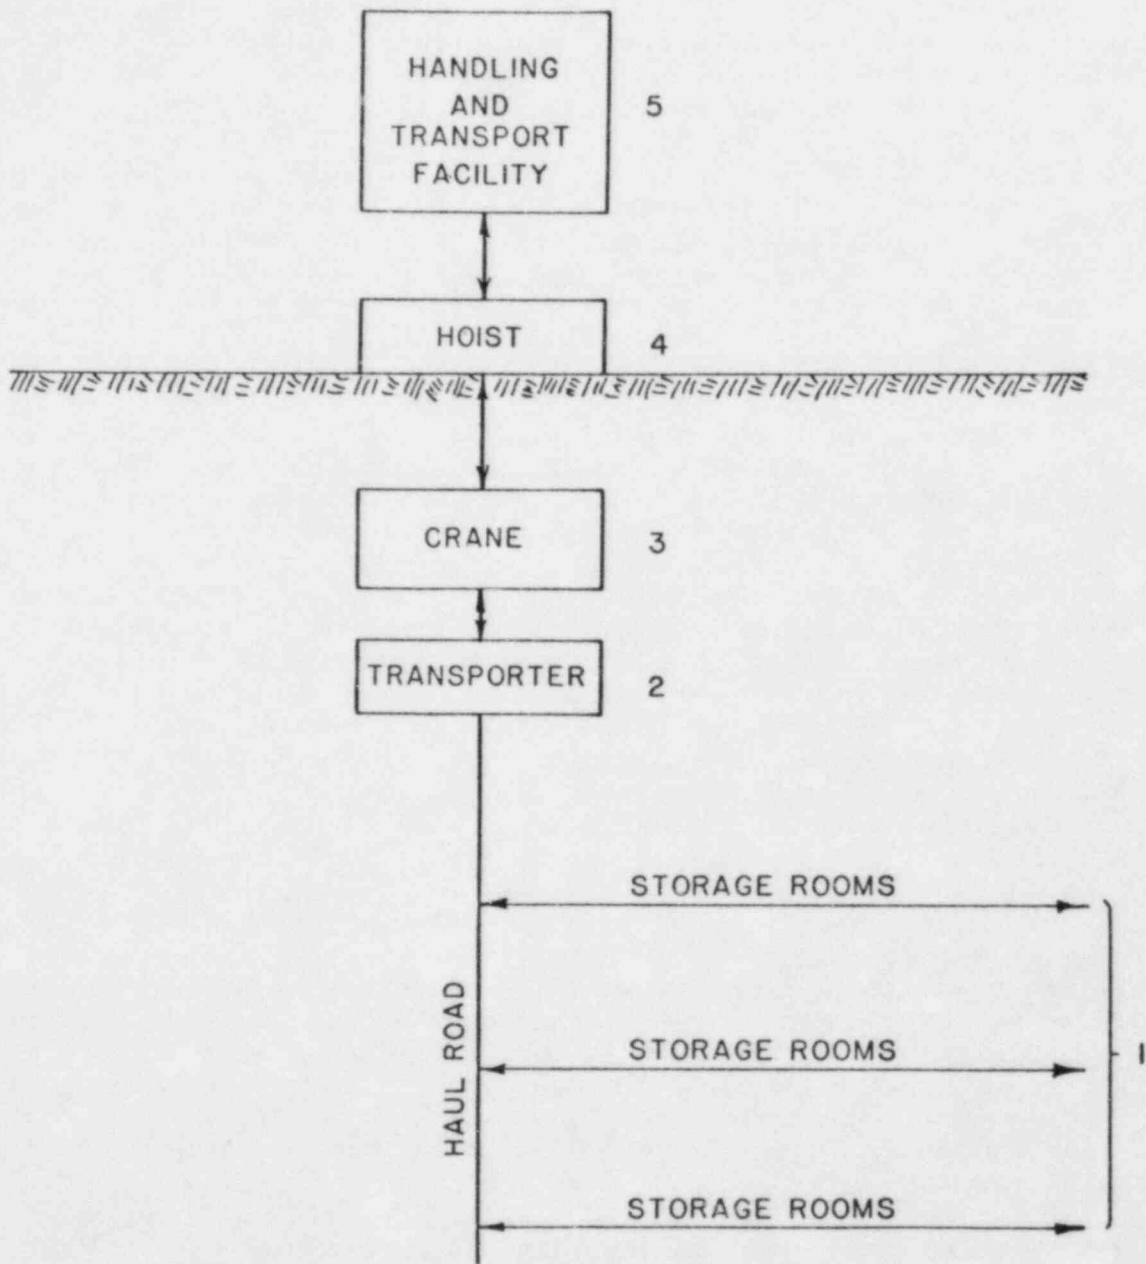 HANDLING
AND
TRANSPORT
FACILITY
5
HOIST
4
CRANE
3
TRANSPORTER
2
STORAGE ROOMS
HAUL ROAD
STORAGE ROOMS
1
STORAGE ROOMS